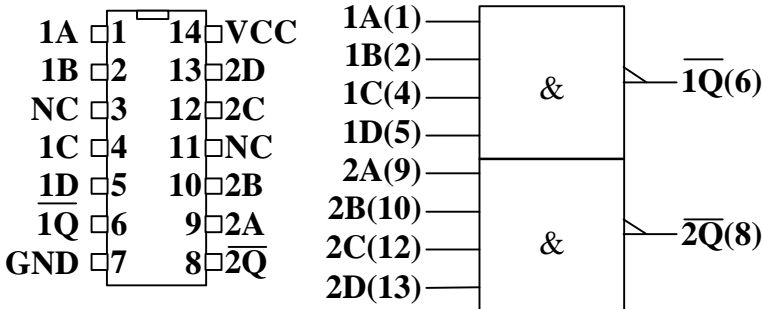 1A 1 14 VCC
1B 2 13 2D
NC 3 12 2C
1C 4 11 NC
1D 5 10 2B
1Q̅ 6 9 2A
GND 7 8 2Q̅
1A(1)
1B(2)
1C(4)
1D(5)
&
1Q̅(6)
2A(9)
2B(10)
2C(12)
2D(13)
&
2Q̅(8)